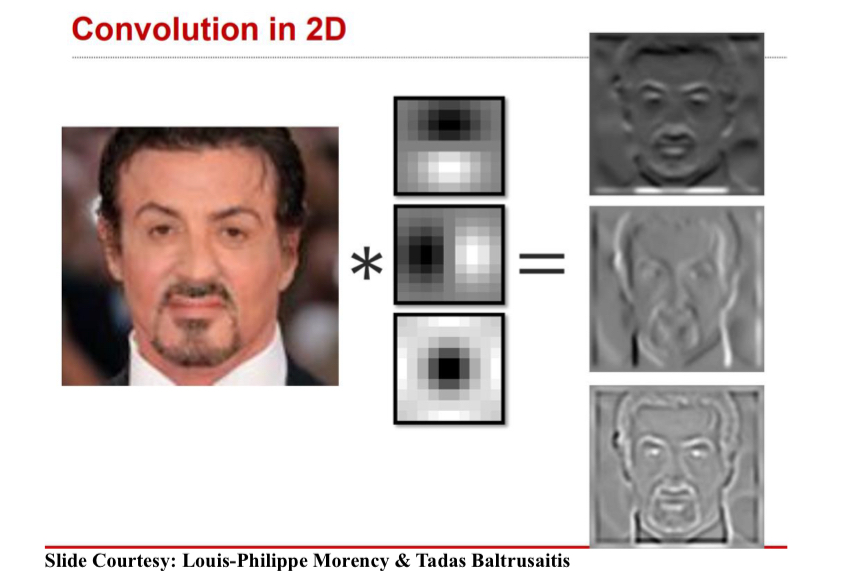 Convolution in 2D
* =
Slide Courtesy: Louis-Philippe Morency & Tadas Baltrusaitis